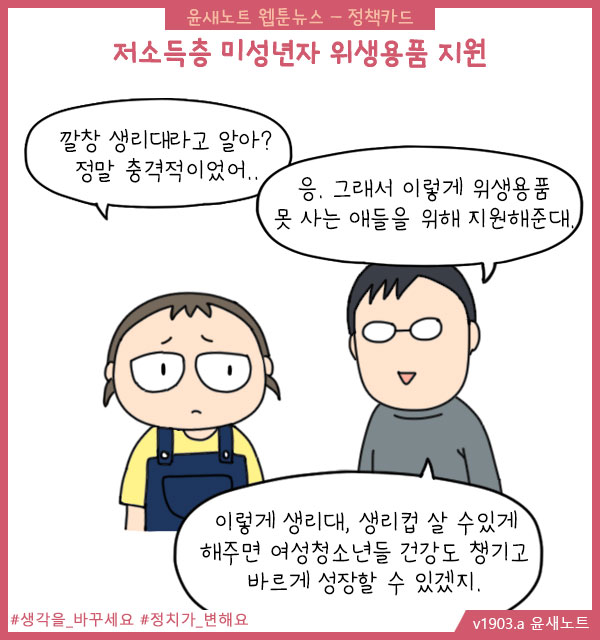 윤새노트 웹툰뉴스 - 정책카드
저소득층 미성년자 위생용품 지원
깔창 생리대라고 알아?
정말 충격적이었어..
응. 그래서 이렇게 위생용품
못 사는 애들을 위해 지원해준대.
이렇게 생리대, 생리컵 살 수있게
해주면 여성청소년들 건강도 챙기고
바르게 성장할 수 있겠지.
#생각을_바꾸세요 #정치가_변해요
v1903.a 윤새노트